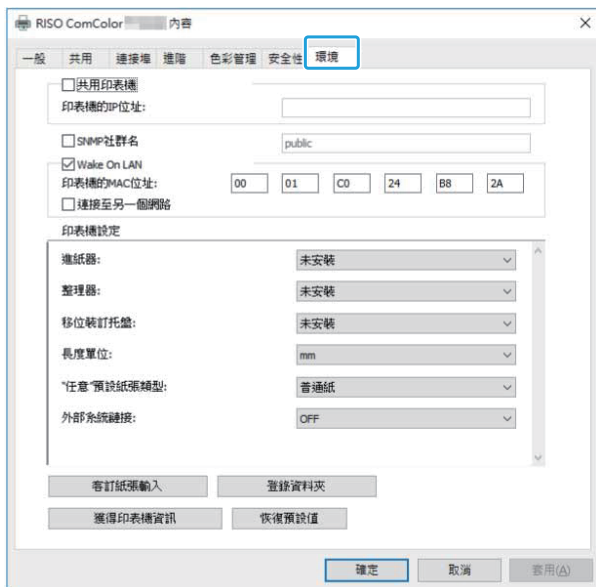 RISO ComColor 內容
一般 共用 連接埠 進階 色彩管理 安全性 環境
共用印表機
印表機的IP位址:
SNMP社群名 public
Wake On LAN
印表機的MAC位址: 00 01 C0 24 B8 2A
連接至另一個網路
印表機設定
進紙器: 未安裝
整理器: 未安裝
移位裝訂托盤: 未安裝
長度單位: mm
"任意"預設紙張類型: 普通紙
外部系統鏈接: OFF
客訂紙張輸入 登錄資料夾
獲得印表機資訊 恢復預設值
確定 取消 套用(A)